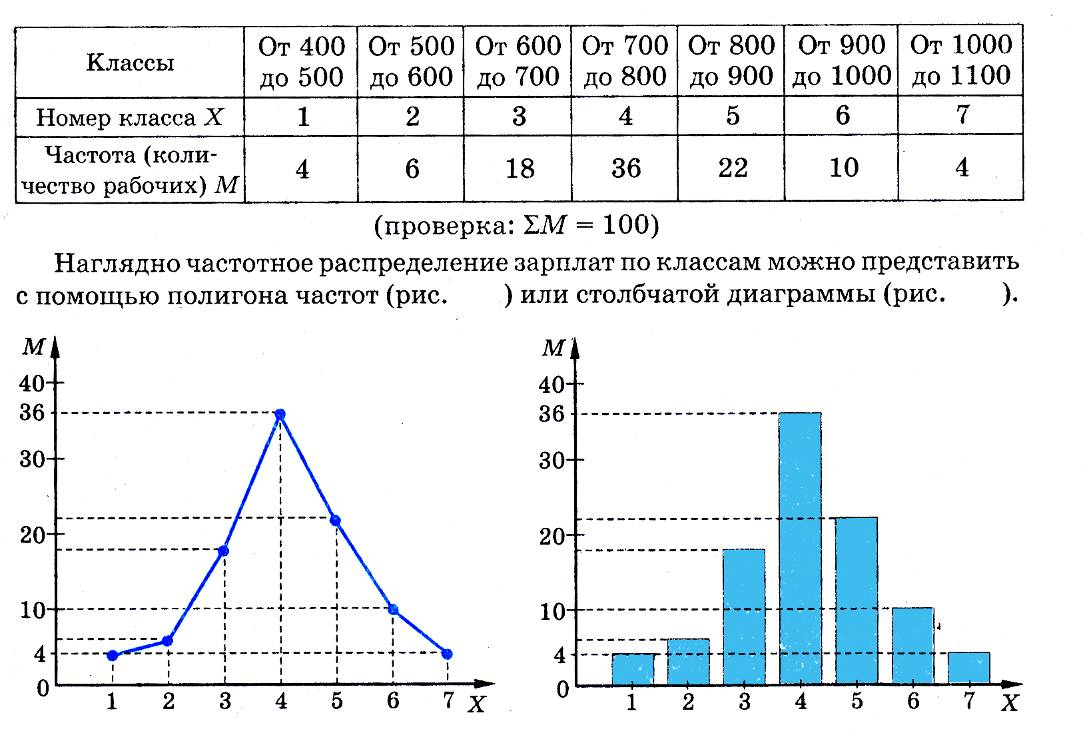 Классы От 400 до 500 От 500 до 600 От 600 до 700 От 700 до 800 От 800 до 900 От 900 до 1000 От 1000 до 1100
Номер класса X 1 2 3 4 5 6 7
Частота (коли-
чество рабочих) M 4 6 18 36 22 10 4
(проверка: ΣM = 100)
Наглядно частотное распределение зарплат по классам можно представить
с помощью полигона частот (рис. ) или столбчатой диаграммы (рис. ).
M
40
36
30
20
10
4
0
1 2 3 4 5 6 7 X
M
40
36
30
20
10
4
0
1 2 3 4 5 6 7 X